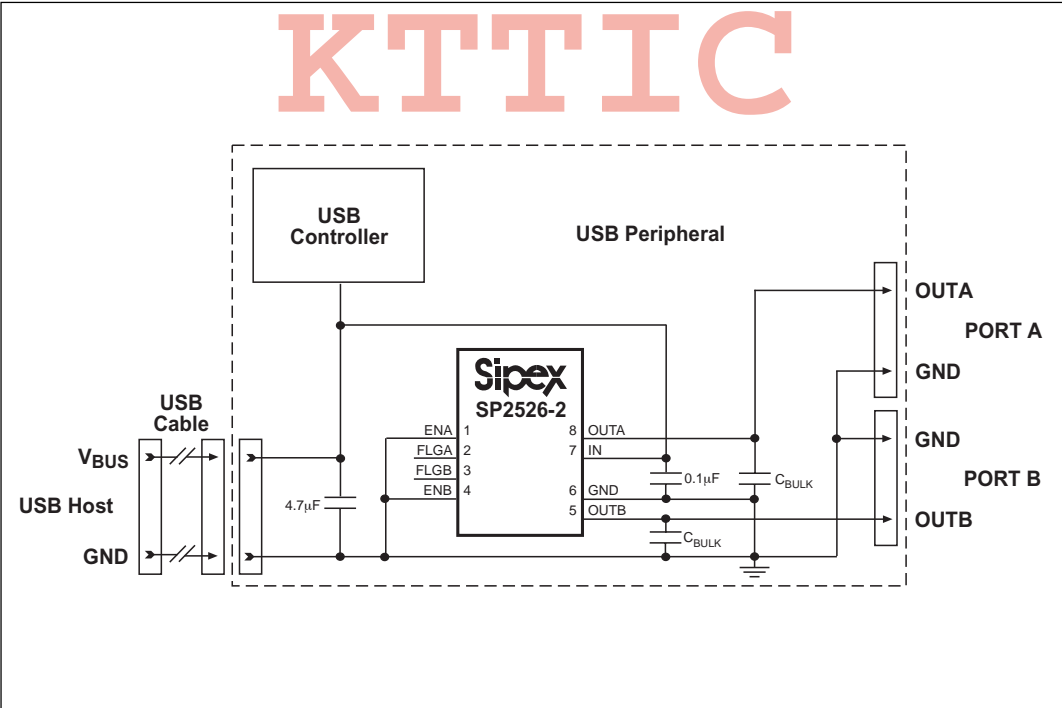 KTTIC
USB
Controller
USB Peripheral
OUTA
PORT A
GND
Sipex
SP2526-2
USB
Cable
ENA 1
8 OUTA
GND
VBUS
FLGA 2
7 IN
FLGB 3
0.1µF
CBULK
PORT B
USB Host
4.7µF
ENB 4
6 GND
5 OUTB
OUTB
CBULK
GND